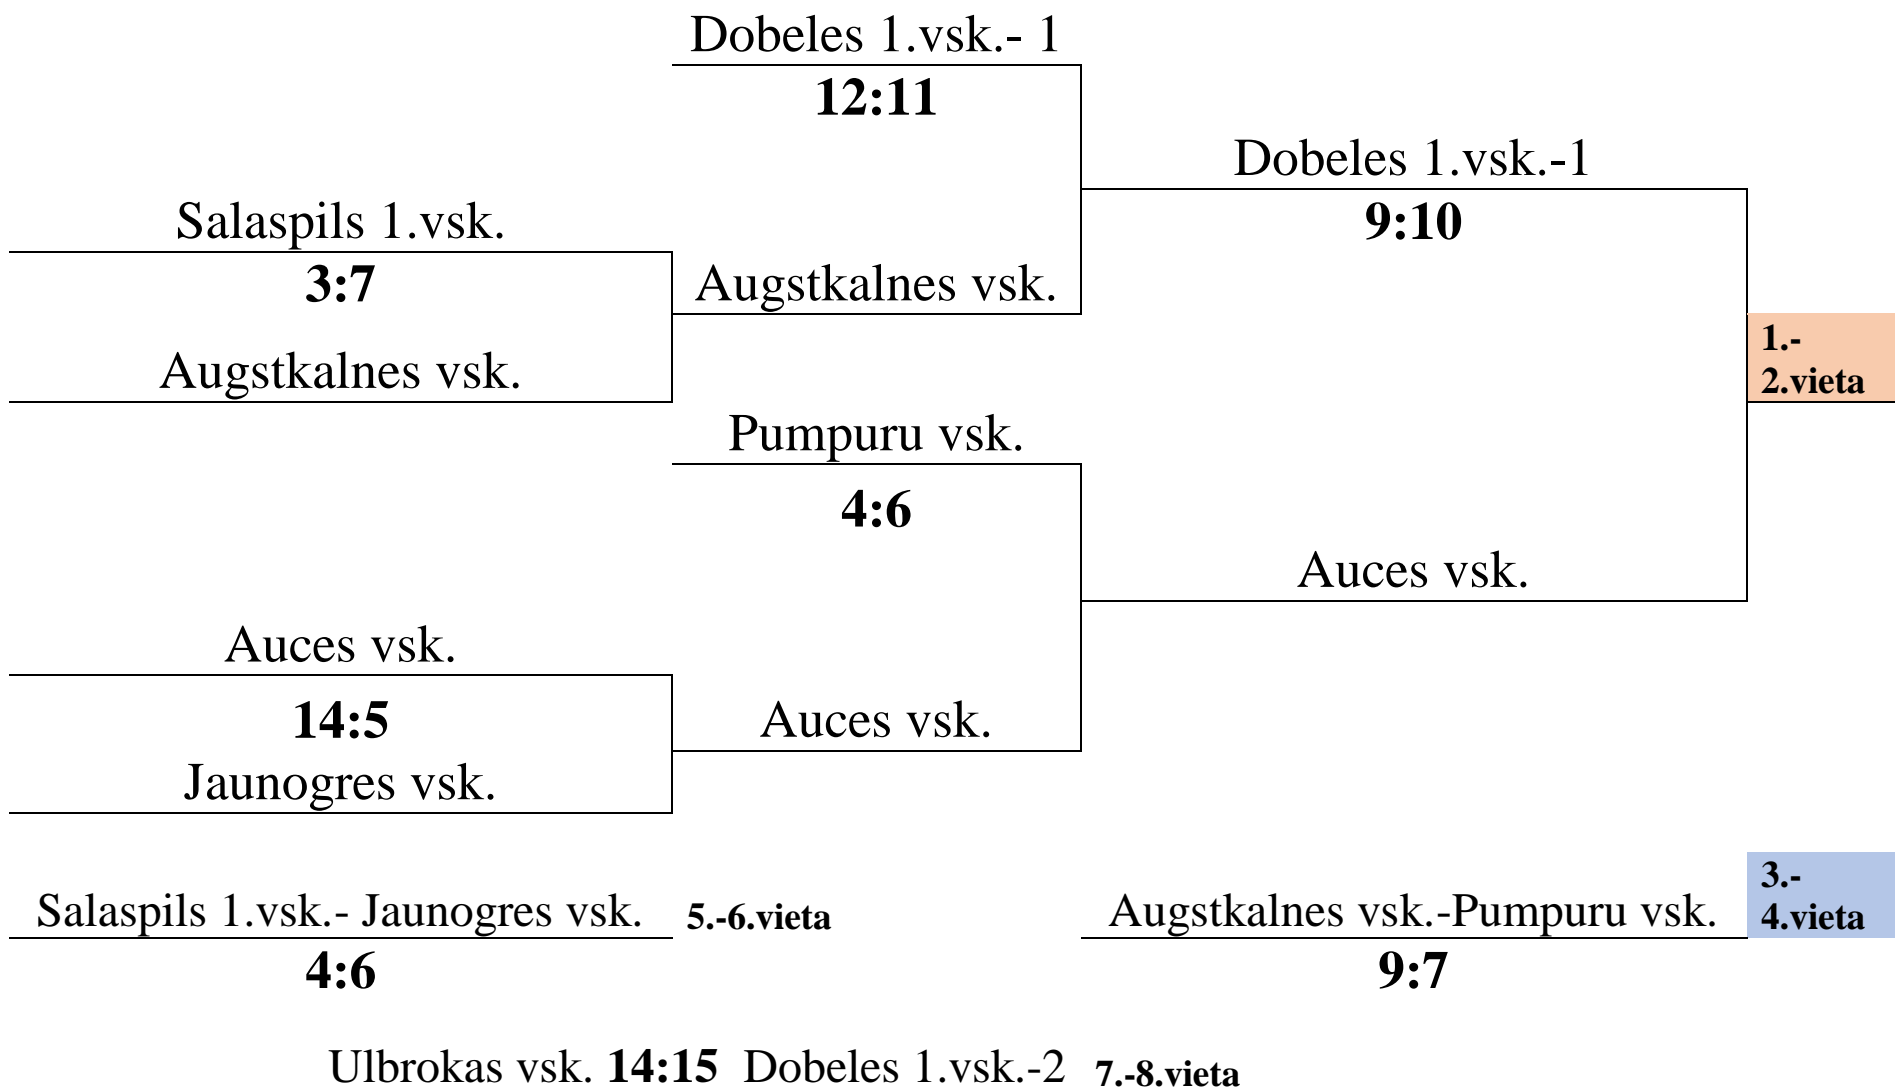 Dobeles 1.vsk.- 1
12:11
Dobeles 1.vsk.-1
Salaspils 1.vsk.
9:10
3:7
Augstkalnes vsk.
Augstkalnes vsk.
1.-
2.vieta
Pumpuru vsk.
4:6
Auces vsk.
Auces vsk.
14:5
Auces vsk.
Jaunogres vsk.
Salaspils 1.vsk.- Jaunogres vsk. 5.-6.vieta
Augstkalnes vsk.-Pumpuru vsk.
3.-
4.vieta
4:6
9:7
Ulbrokas vsk. 14:15 Dobeles 1.vsk.-2 7.-8.vieta